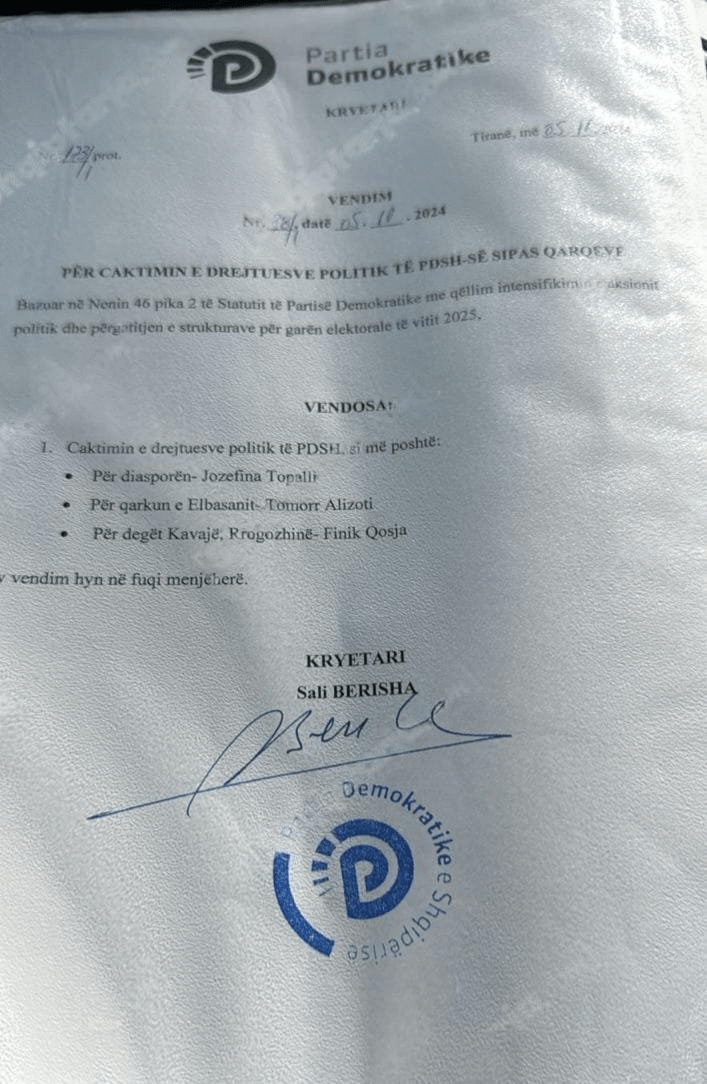 Partia
Demokratike
KRYETARI
Tiranë, më 05. 11. 2024
Nr. 123/1 prot.
VENDIM
Nr. 38/1, datë 05. 11. 2024
PËR CAKTIMIN E DREJTUESVE POLITIK TË PDSH-SË SIPAS QARQEVE
Bazuar në Nenin 46 pika 2 të Statutit të Partisë Demokratike me qëllim intensifikimin e aksionit
politik dhe përgatitjen e strukturave për garën elektorale të vitit 2025,
VENDOSA:
1. Caktimin e drejtuesve politik të PDSH, si më poshtë:
• Për diasporën- Jozefina Topalli
• Për qarkun e Elbasanit- Tomorr Alizoti
• Për degët Kavajë, Rrogozhinë- Finik Qosja
y vendim hyn në fuqi menjëherë.
KRYETARI
Sali BERISHA
Demokratike e Shqipërisë